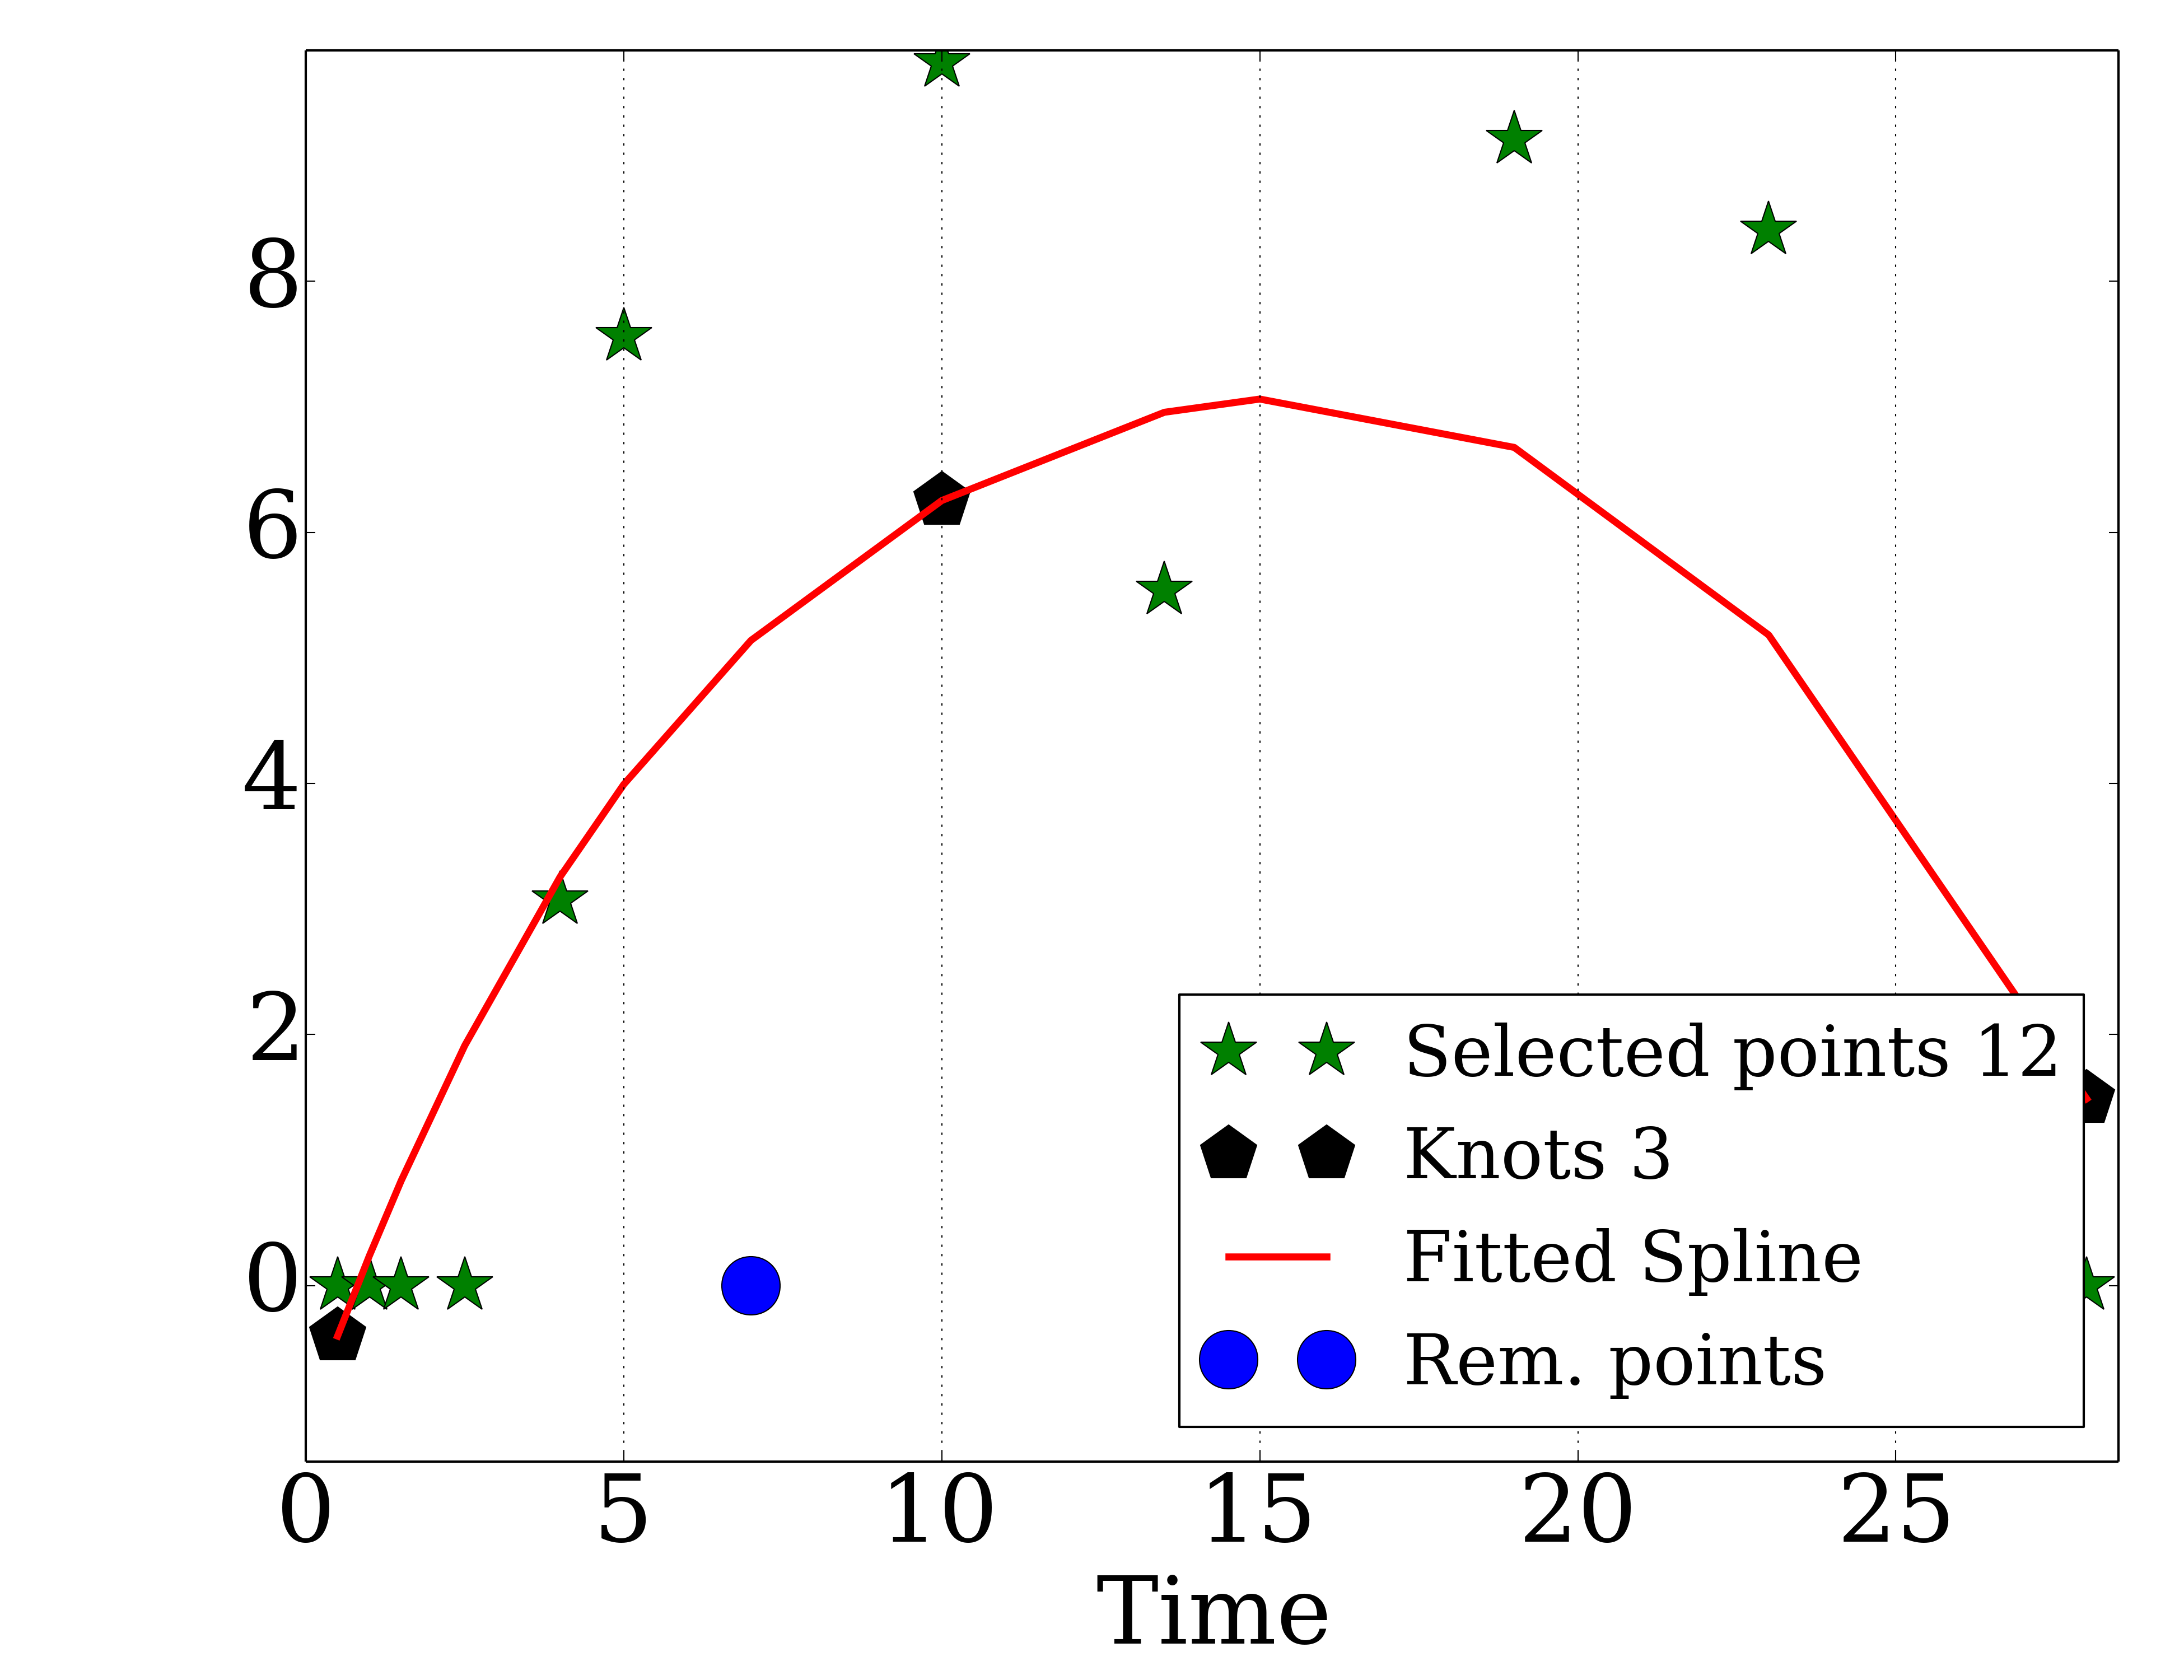 8
6
4
2
0
0 5 10 15 20 25
Time
Selected points 12
Knots 3
Fitted Spline
Rem. points